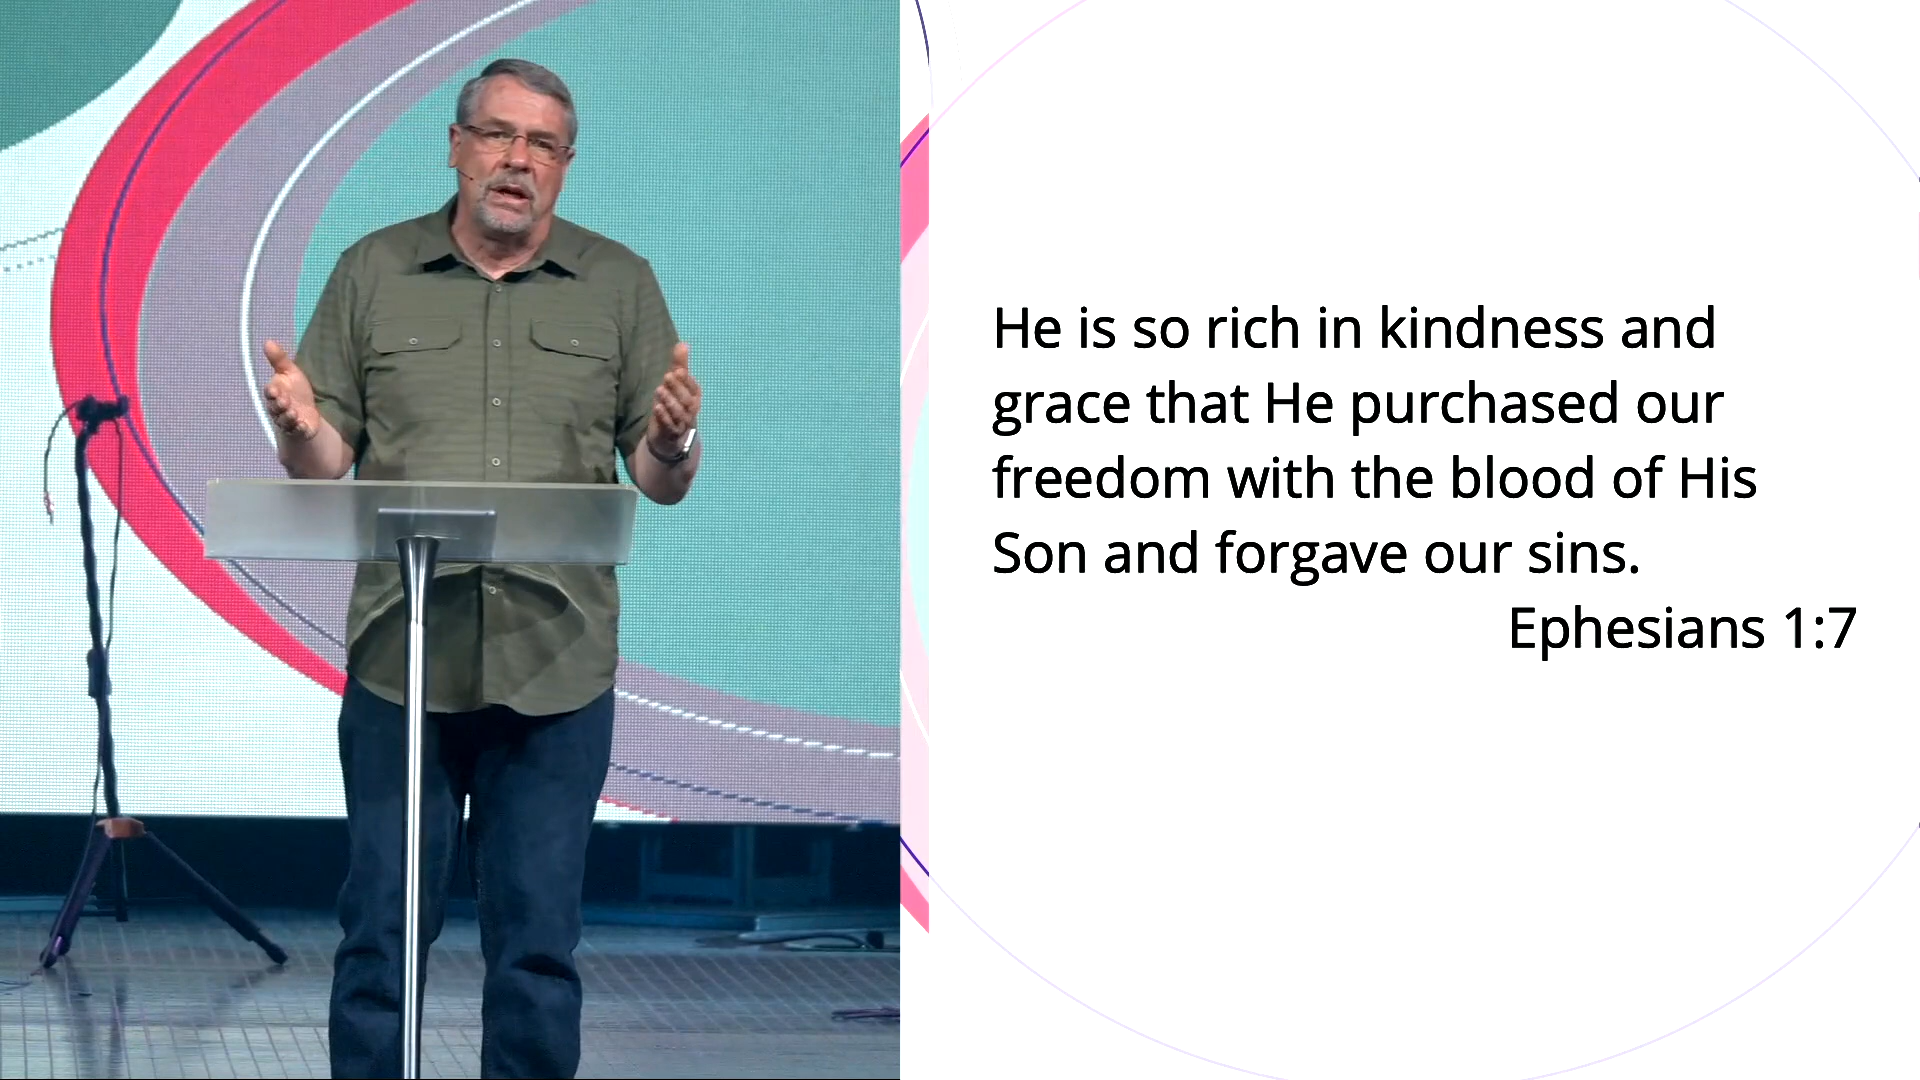 He is so rich in kindness and
grace that He purchased our
freedom with the blood of His
Son and forgave our sins.
Ephesians 1:7